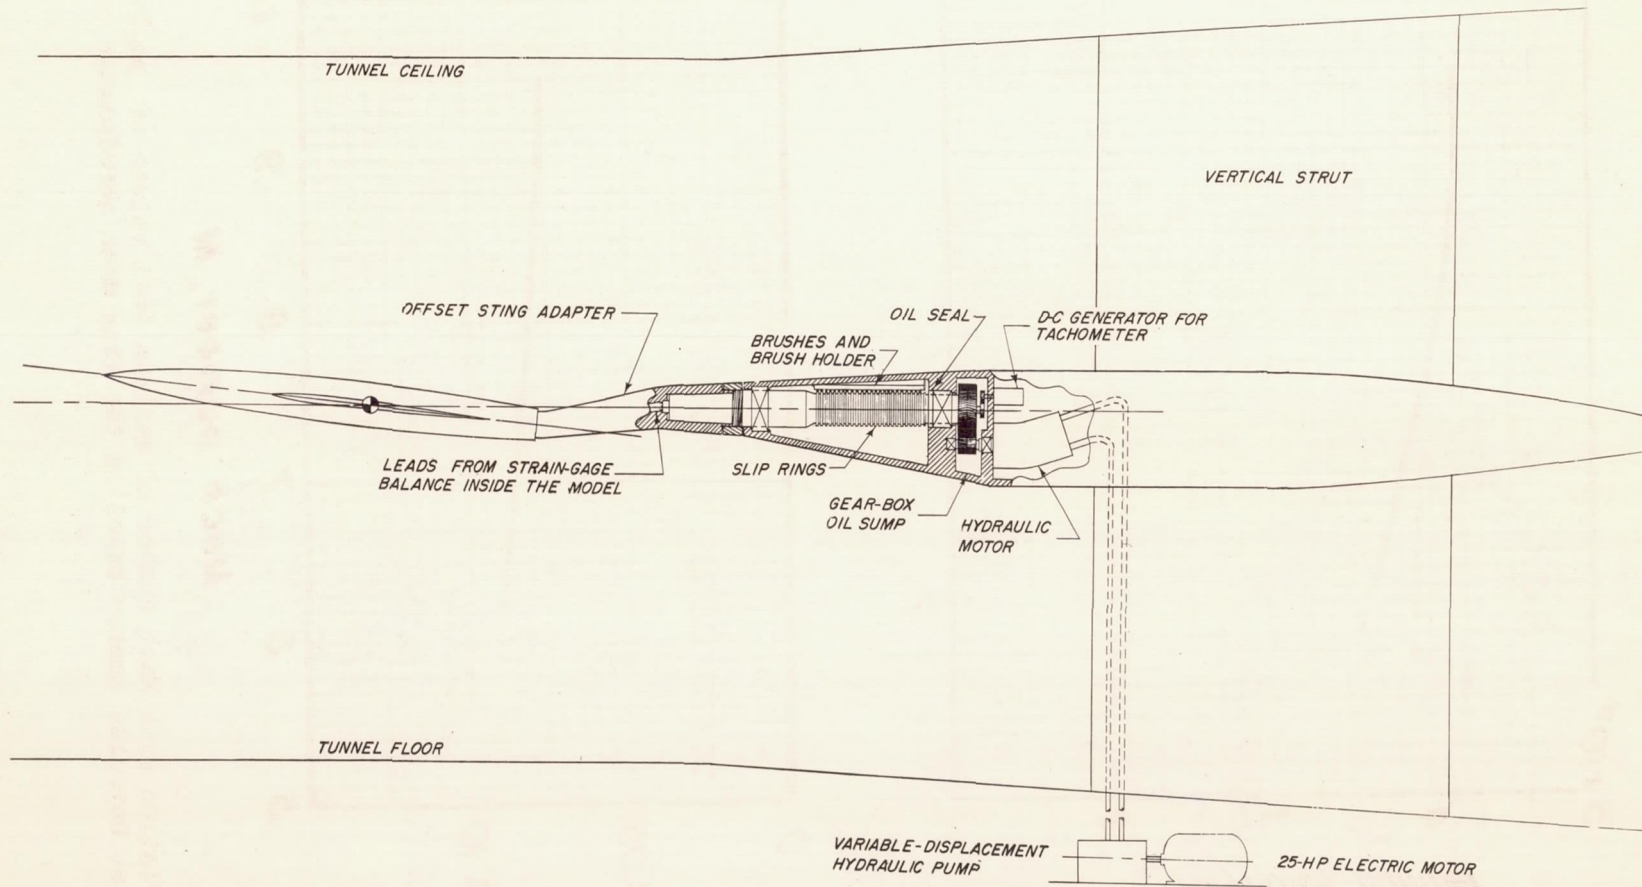 TUNNEL CEILING
VERTICAL STRUT
OFFSET STING ADAPTER
OIL SEAL
D-C GENERATOR FOR
TACHOMETER
BRUSHES AND
BRUSH HOLDER
LEADS FROM STRAIN-GAGE
BALANCE INSIDE THE MODEL
SLIP RINGS
GEAR-BOX
OIL SUMP
HYDRAULIC
MOTOR
TUNNEL FLOOR
VARIABLE-DISPLACEMENT
HYDRAULIC PUMP
25-HP ELECTRIC MOTOR